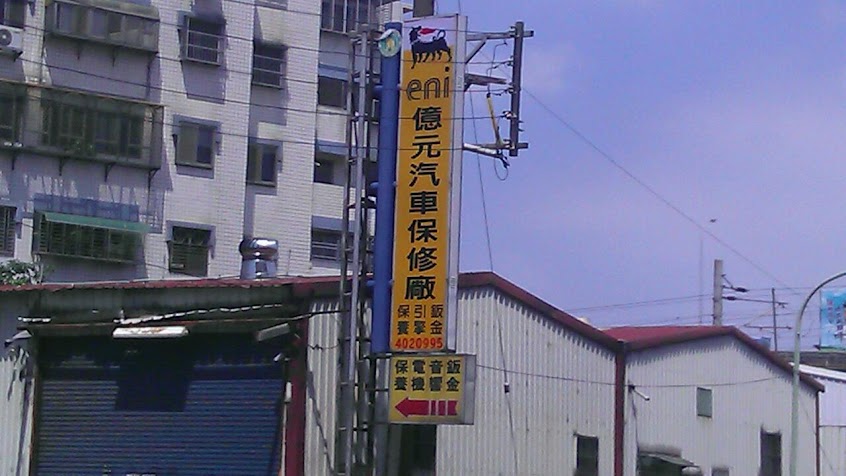 eni
億元汽車保修廠
鈑金 引擎 保養
4020995
鈑金 音響 電機 保養